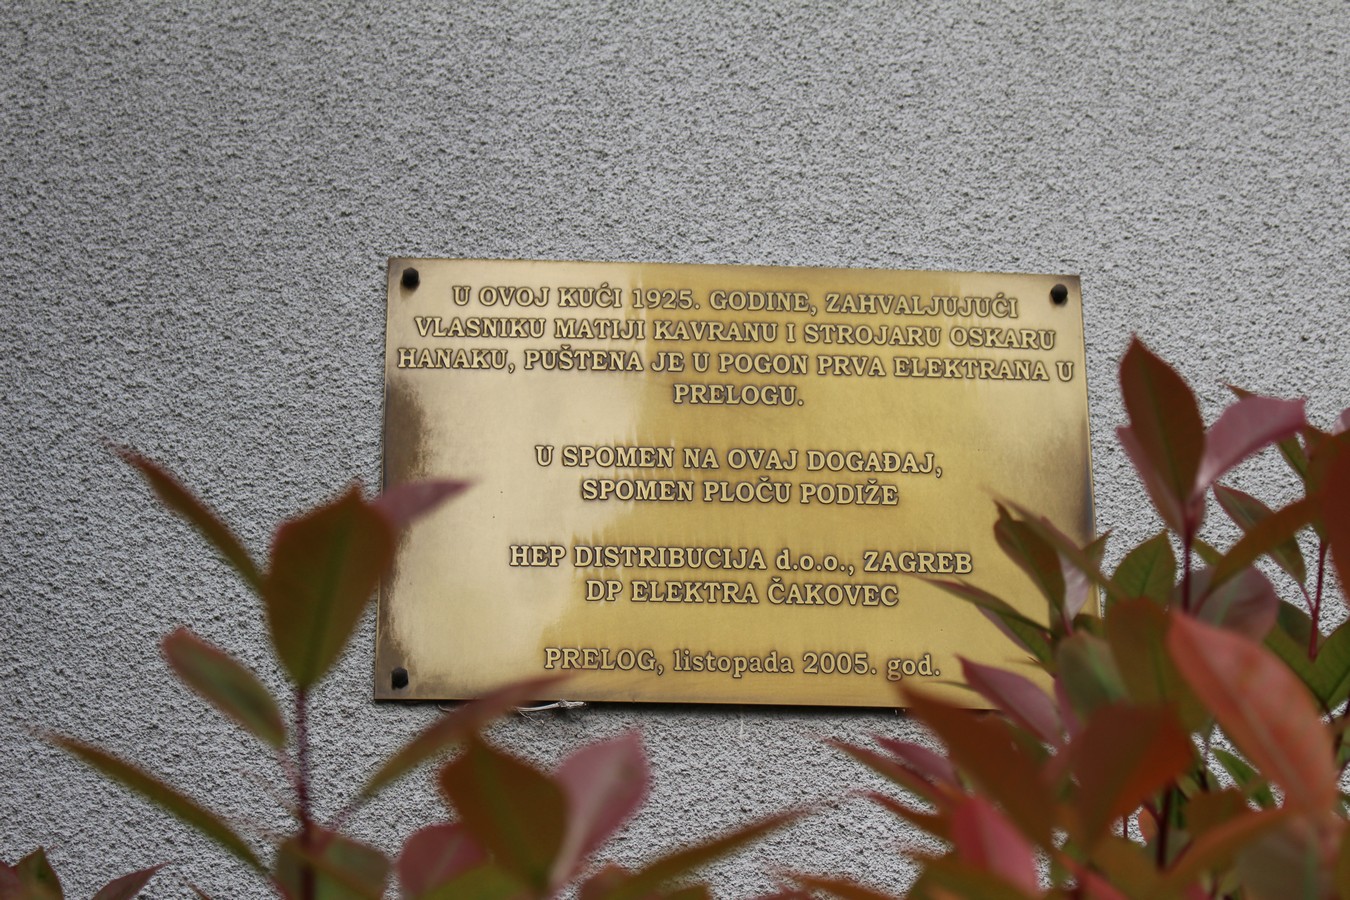 U OVOJ KUĆI 1925. GODINE, ZAHVALJUJUĆI
VLASNIKU MATIJI KAVRANU I STROJARU OSKARU
HANAKU, PUŠTENA JE U POGON PRVA ELEKTRANA U
PRELOGU.
U SPOMEN NA OVAJ DOGAĐAJ,
SPOMEN PLOČU PODIŽE
HEP DISTRIBUCIJA d.o.o., ZAGREB
DP ELEKTRA ČAKOVEC
PRELOG, listopada 2005. god.